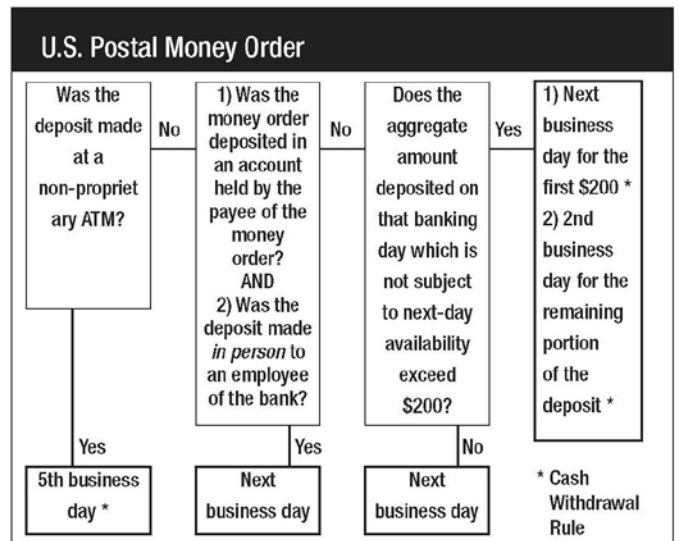 U.S. Postal Money Order
Was the
deposit made
at a
non-propriet
ary ATM?
No
1) Was the
money order
deposited in
an account
held by the
payee of the
money
order?
AND
2) Was the
deposit made
in person to
an employee
of the bank?
No
Does the
aggregate
amount
deposited on
that banking
day which is
not subject
to next-day
availability
exceed
$200?
Yes
1) Next
business
day for the
first $200 *
2) 2nd
business
day for the
remaining
portion
of the
deposit *
Yes
5th business
day *
Yes
Next
business day
No
Next
business day
* Cash
Withdrawal
Rule